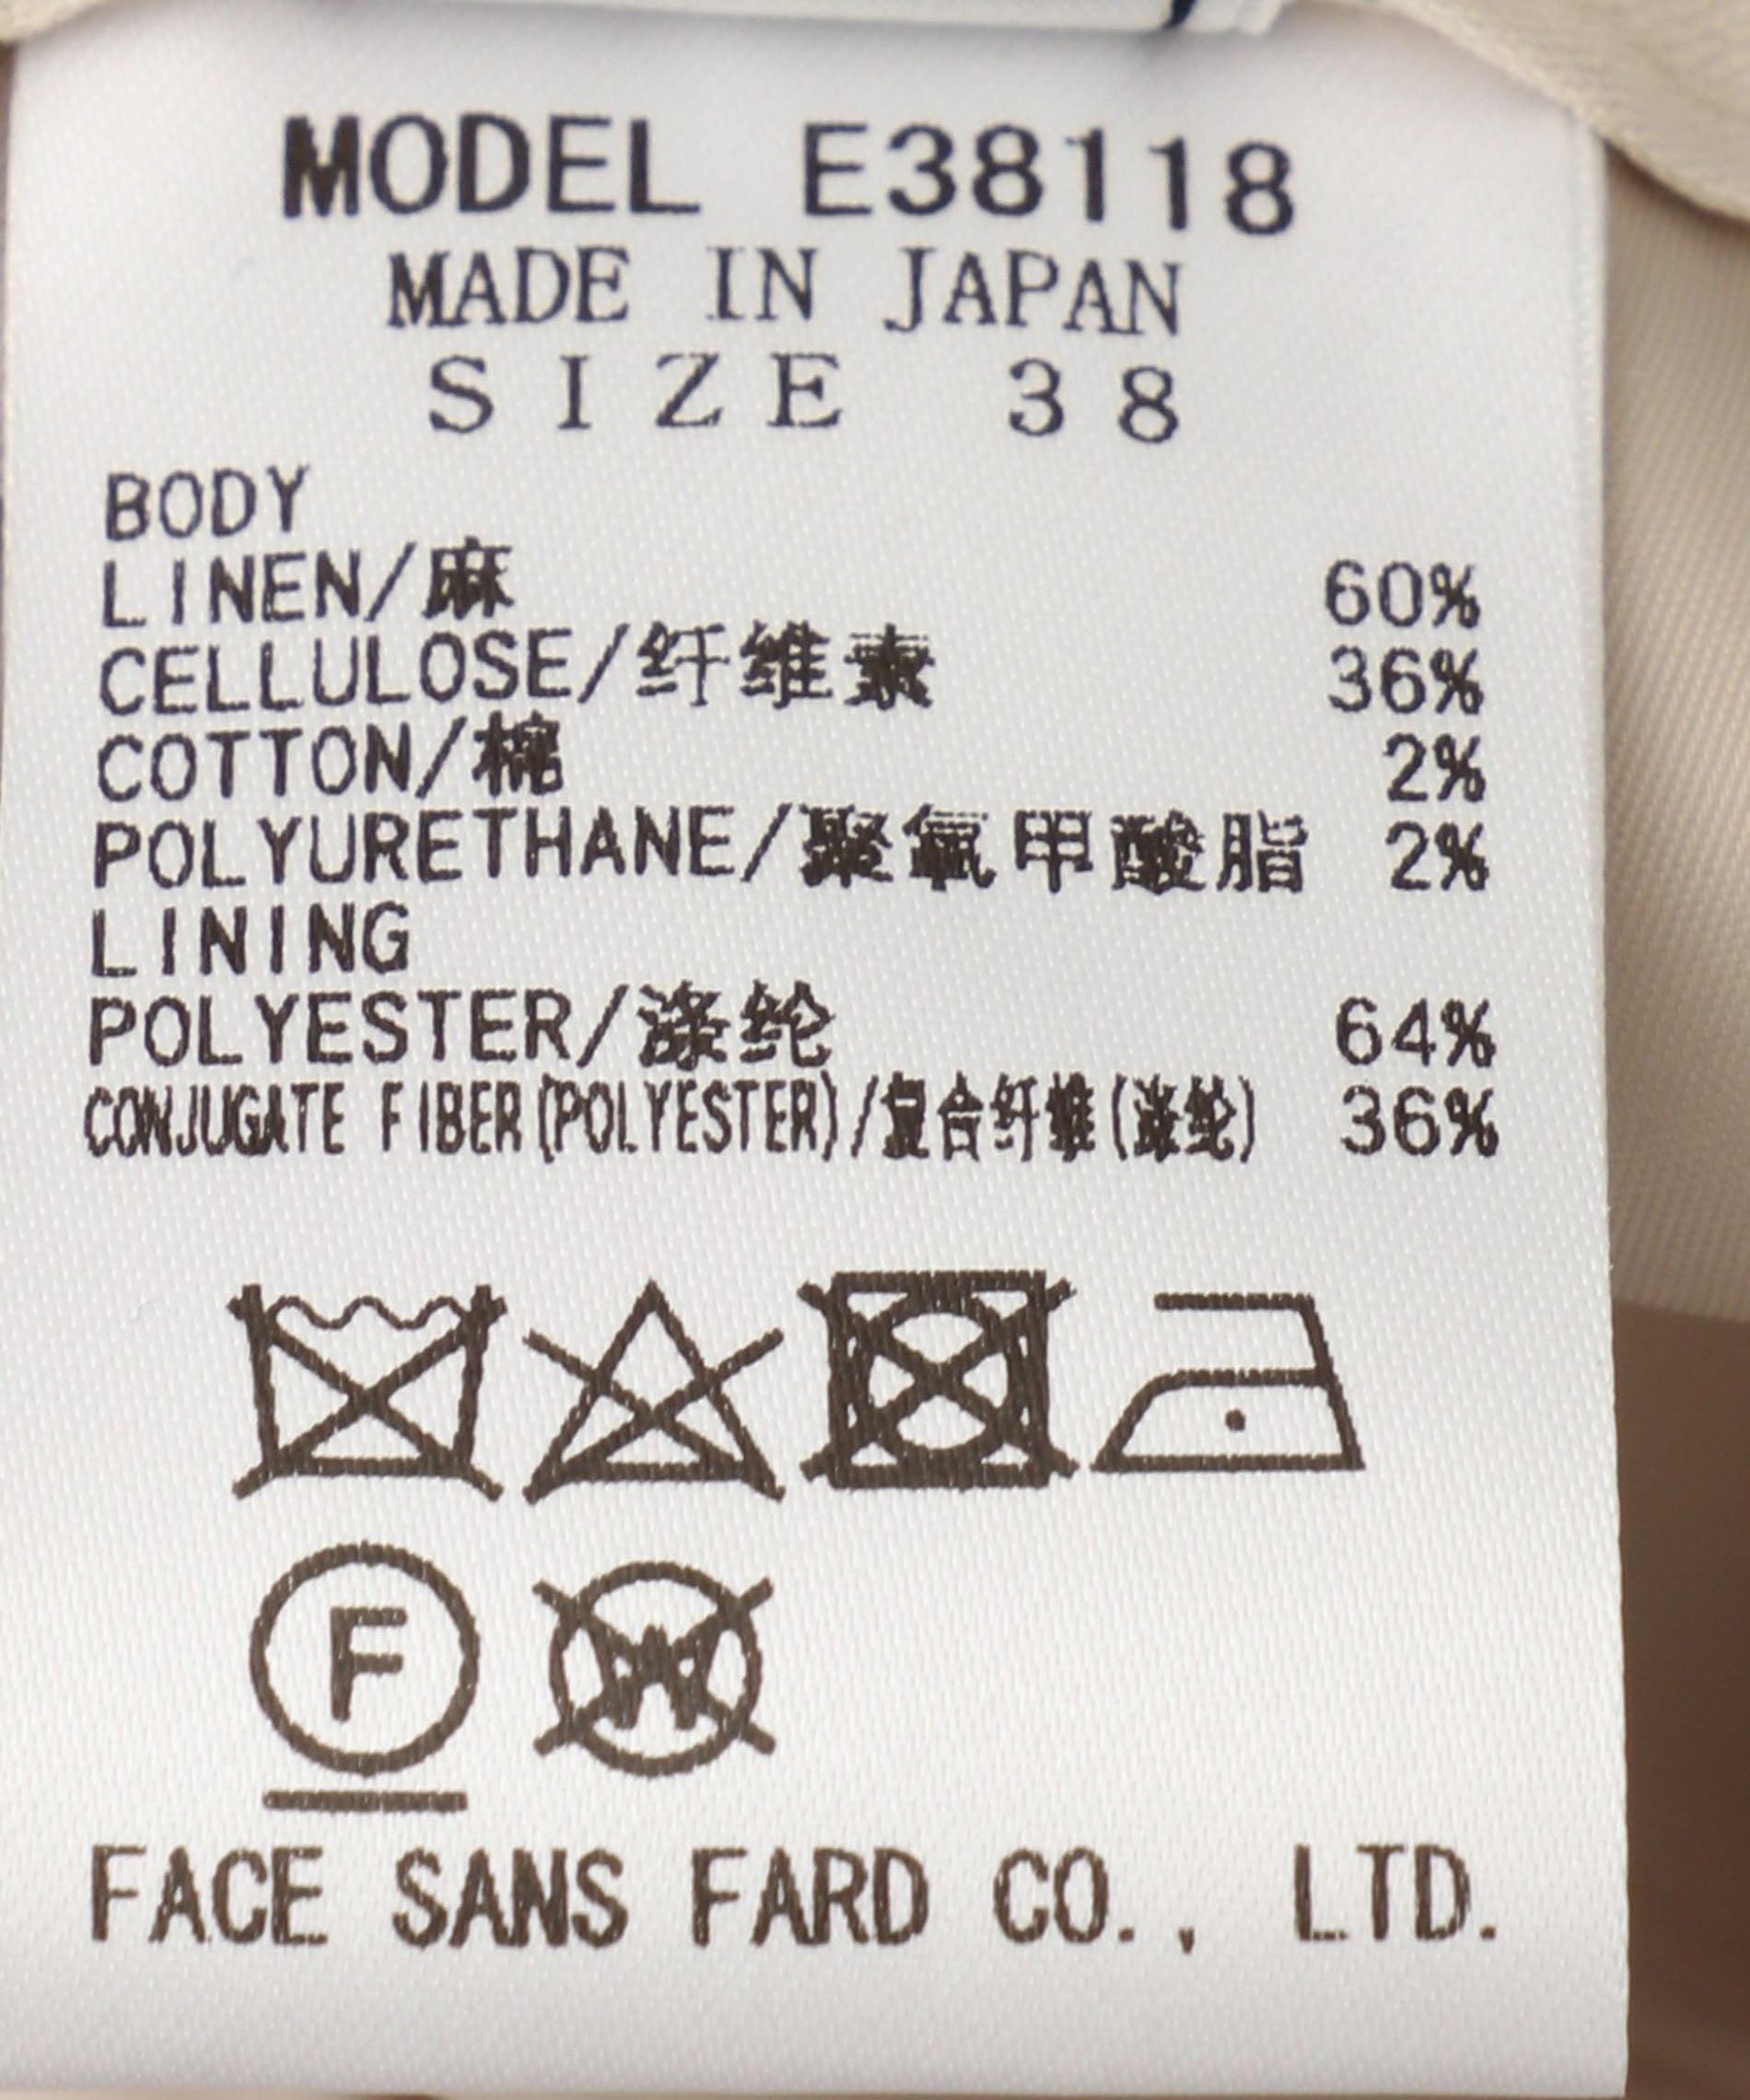 MODEL E38118
MADE IN JAPAN
SIZE 38
BODY
LINEN/麻 60%
CELLULOSE/纤维素 36%
COTTON/棉 2%
POLYURETHANE/聚氨甲酸脂 2%
LINING
POLYESTER/涤纶 64%
CONJUGATE FIBER(POLYESTER)/复合纤维(涤纶) 36%
F W
FACE SANS FARD CO., LTD.